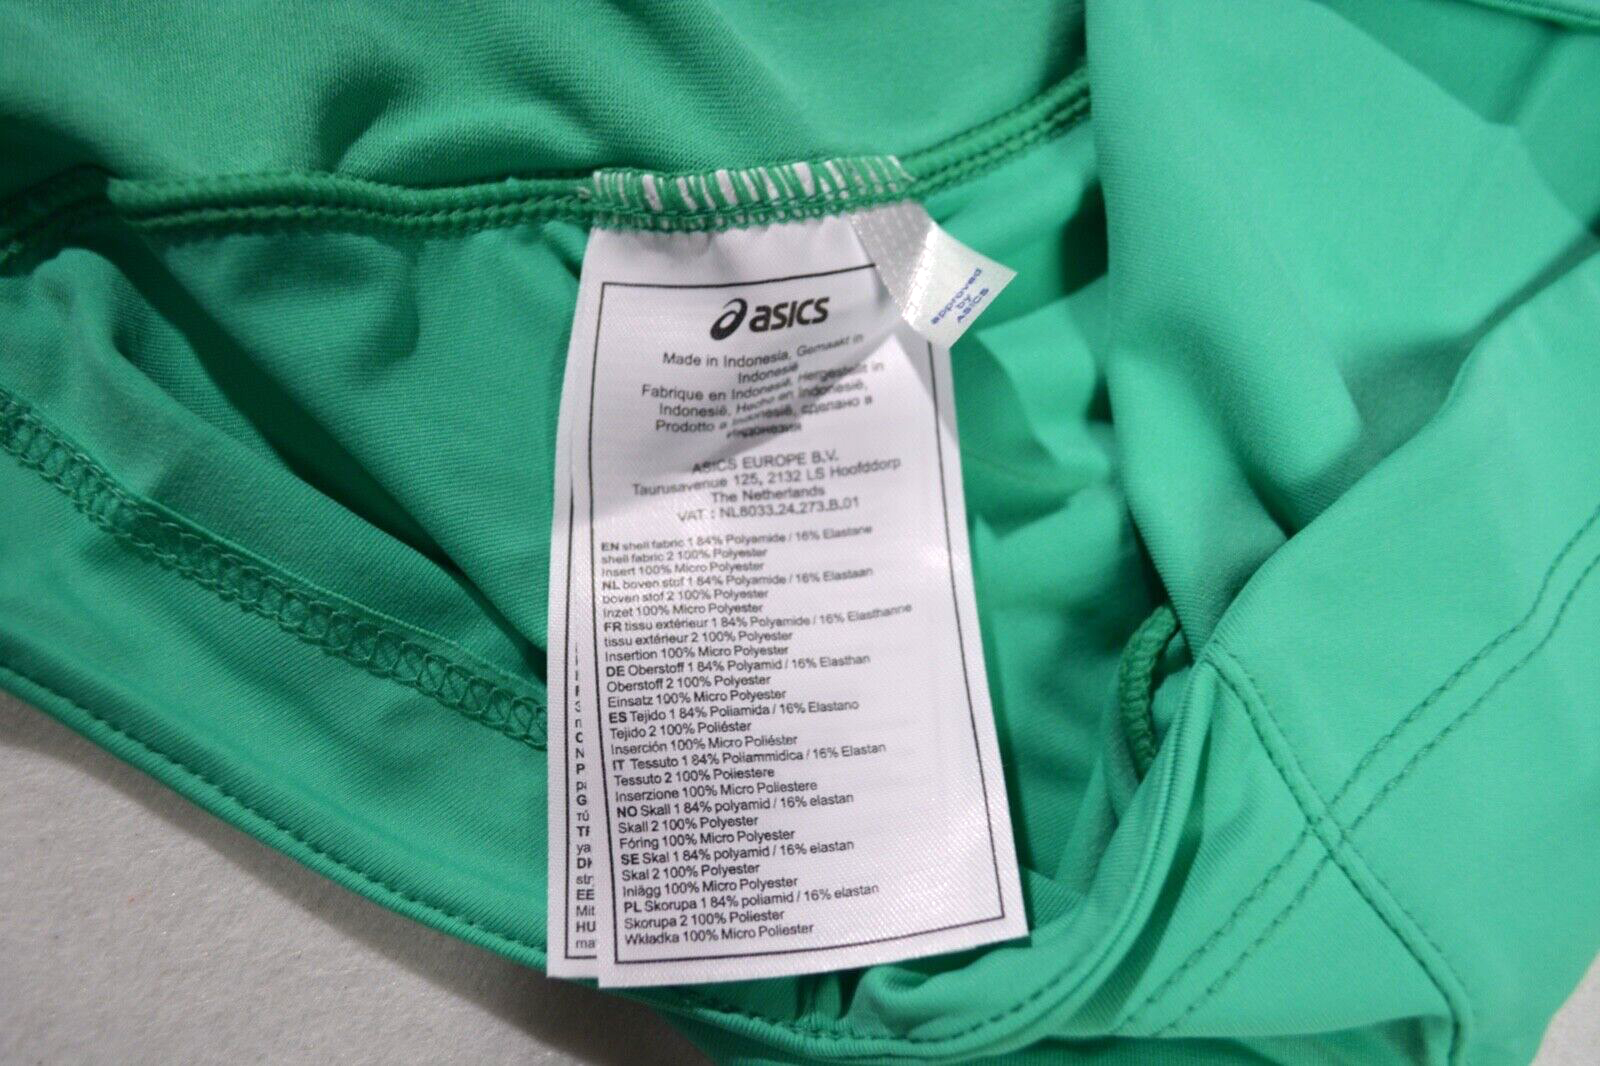 asics
approved
by
ASICS
Made in Indonesia, Gemaakt in
Indonesië
Fabrique en Indonesië, Hergestellt in
Indonesië, Hecho en Indonesië,
Prodotto a Indonesië, сделано в
Индонезия
ASICS EUROPE B.V.
Taurusavenue 125, 2132 LS Hoofddorp
The Netherlands
VAT : NL8033.24.273.B.01
EN shell fabric 1 84% Polyamide / 16% Elastane
shell fabric 2 100% Polyester
Insert 100% Micro Polyester
NL boven stof 1 84% Polyamide / 16% Elastaan
boven stof 2 100% Polyester
Inzet 100% Micro Polyester
FR tissu extérieur 1 84% Polyamide / 16% Elasthanne
tissu extérieur 2 100% Polyester
Insertion 100% Micro Polyester
DE Oberstoff 1 84% Polyamid / 16% Elasthan
Oberstoff 2 100% Polyester
Einsatz 100% Micro Polyester
ES Tejido 1 84% Poliamida / 16% Elastano
Tejido 2 100% Poliéster
Inserción 100% Micro Poliéster
IT Tessuto 1 84% Poliammidica / 16% Elastan
Tessuto 2 100% Poliestere
Inserzione 100% Micro Poliestere
NO Skall 1 84% polyamid / 16% elastan
Skall 2 100% Polyester
Fóring 100% Micro Polyester
SE Skal 1 84% polyamid / 16% elastan
Skal 2 100% Polyester
Inlägg 100% Micro Polyester
PL Skorupa 1 84% poliamid / 16% elastan
Skorupa 2 100% Poliester
Wkładka 100% Micro Poliester